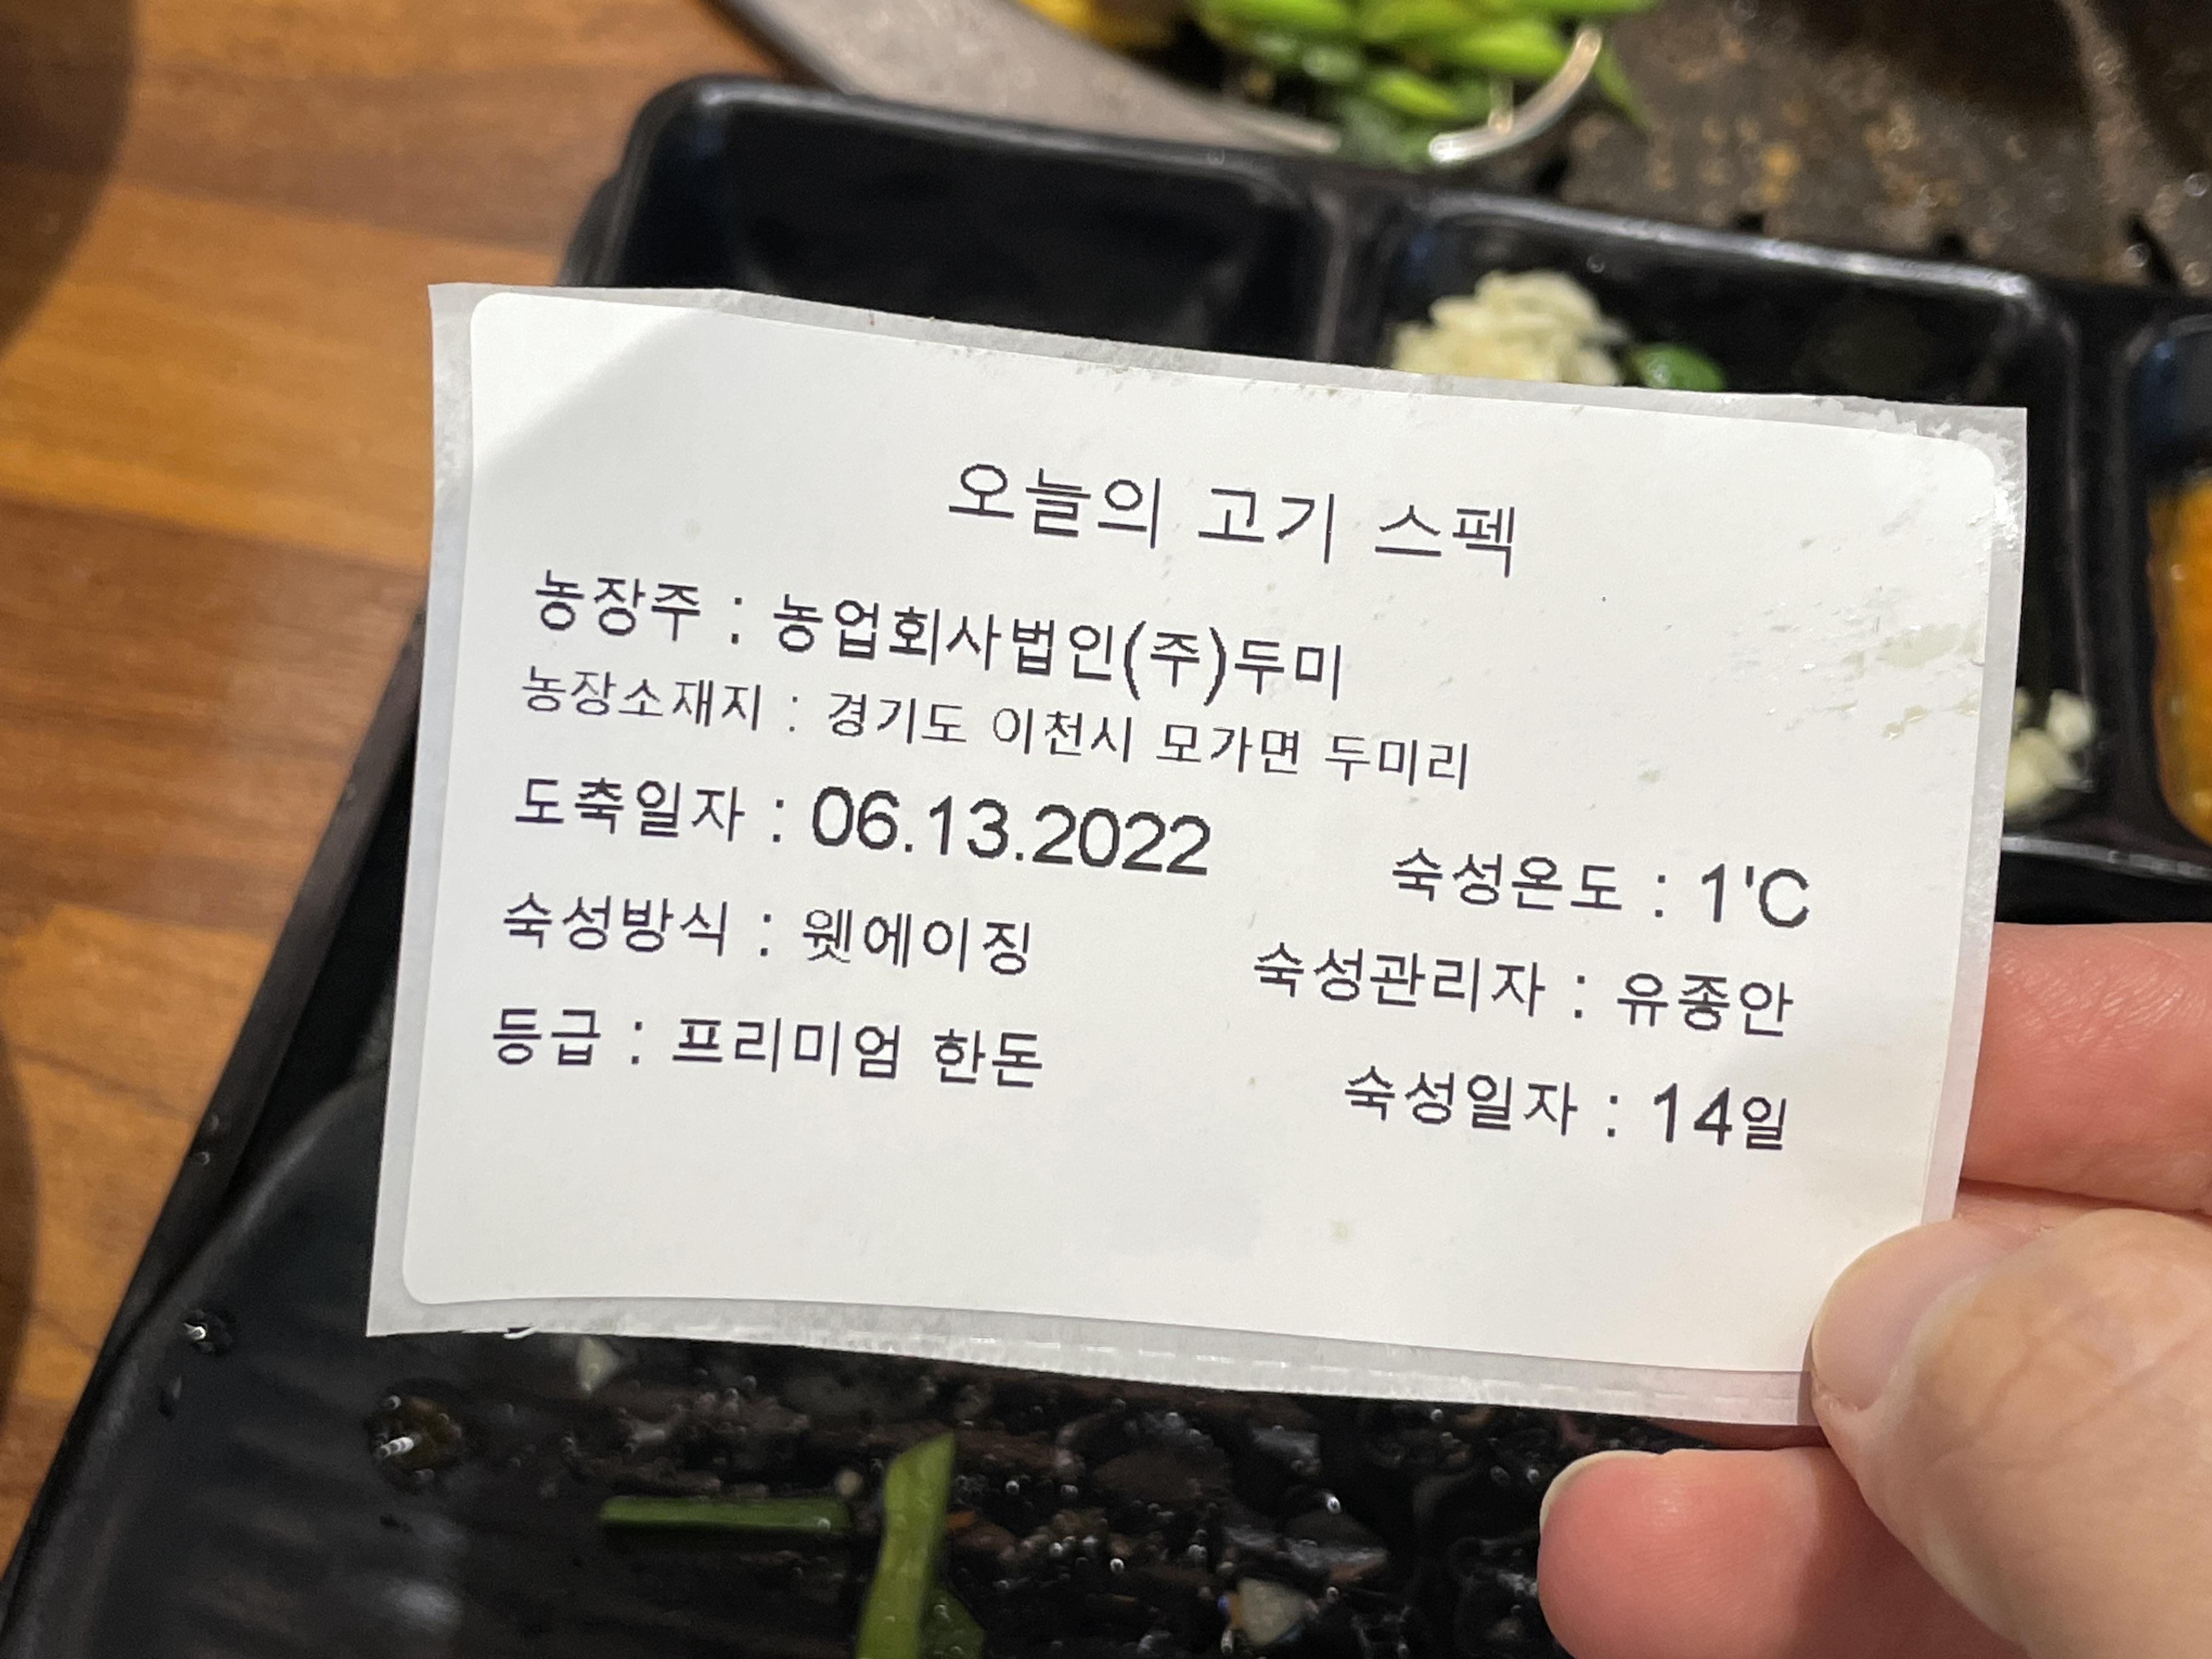 오늘의 고기 스펙
농장주 : 농업회사법인(주)두미
농장소재지 : 경기도 이천시 모가면 두미리
도축일자 : 06.13.2022 숙성온도 : 1'C
숙성방식 : 웻에이징 숙성관리자 : 유종안
등급 : 프리미엄 한돈 숙성일자 : 14일